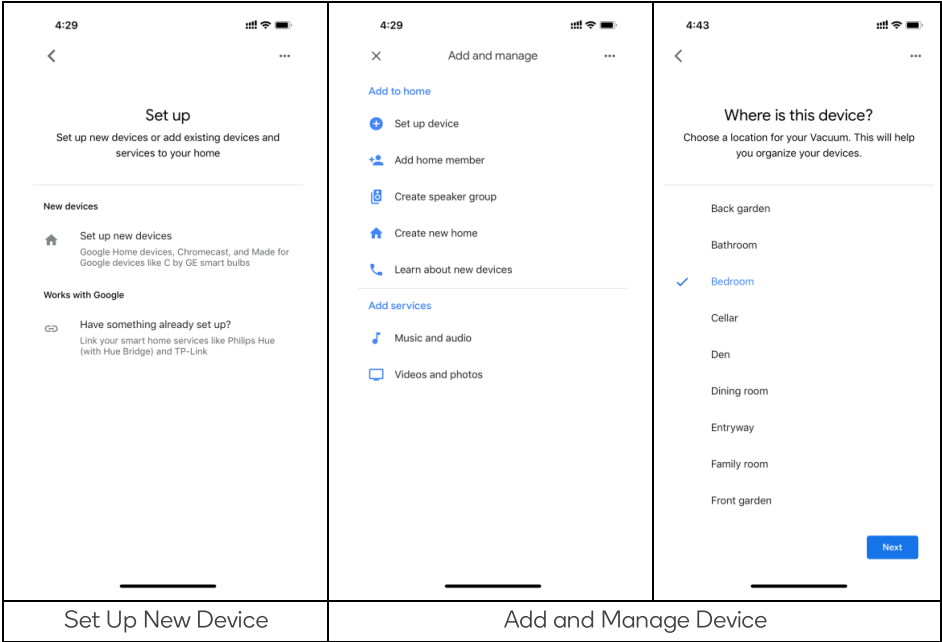 4:29
Set up
Set up new devices or add existing devices and
services to your home
New devices
Set up new devices
Google Home devices, Chromecast, and Made for
Google devices like C by GE smart bulbs
Works with Google
Have something already set up?
Link your smart home services like Philips Hue
(with Hue Bridge) and TP-Link
Set Up New Device
4:29
Add and manage
Add to home
Set up device
Add home member
Create speaker group
Create new home
Learn about new devices
Add services
Music and audio
Videos and photos
4:43
Where is this device?
Choose a location for your Vacuum. This will help
you organize your devices.
Back garden
Bathroom
Bedroom
Cellar
Den
Dining room
Entryway
Family room
Front garden
Next
Add and Manage Device